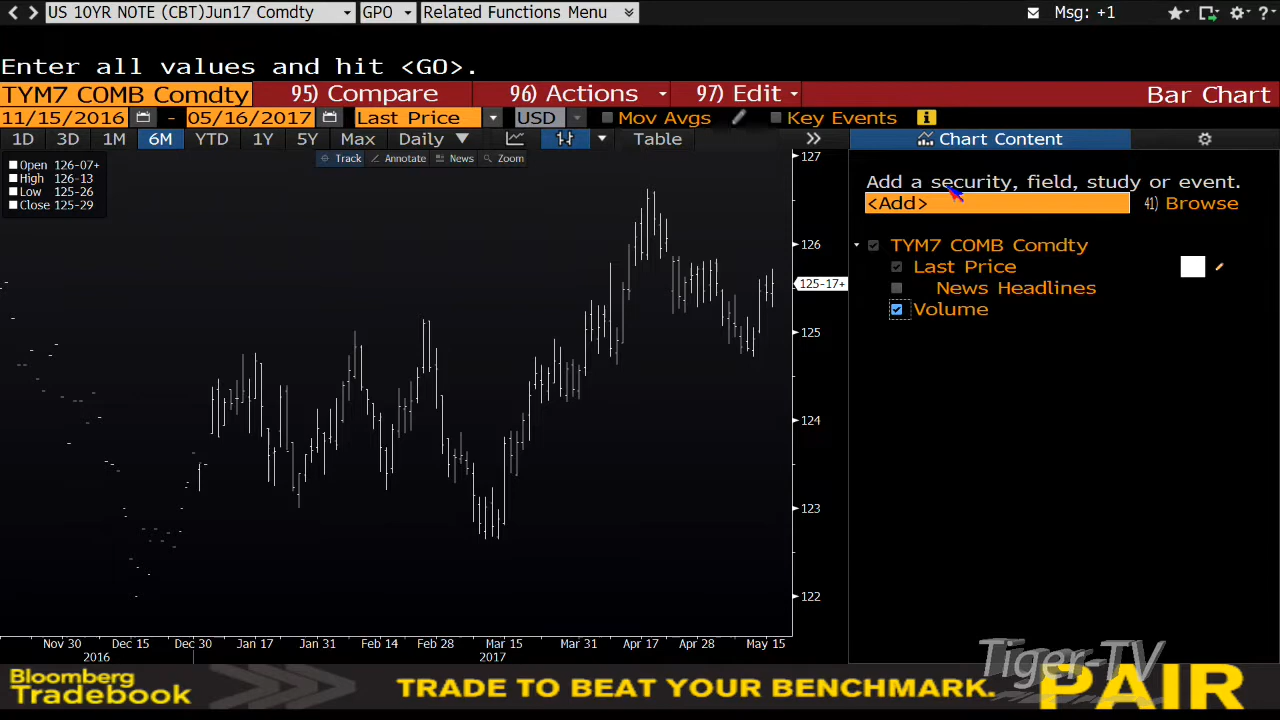 US 10YR NOTE (CBT)Jun17 Comdty GPO Related Functions Menu Msg: +1 ?
Enter all values and hit <GO>.
TYM7 COMB Comdty 95) Compare 96) Actions 97) Edit Bar Chart
11/15/2016 - 05/16/2017 Last Price USD Mov Avgs Key Events i
1D 3D 1M 6M YTD 1Y 5Y Max Daily Table >> Chart Content
Track Annotate News Zoom
Open 126-07+
High 126-13
Low 125-26
Close 125-29
Add a security, field, study or event.
<Add> 41) Browse
TYM7 COMB Comdty
Last Price
News Headlines
Volume
127
126
125-17+
125
124
123
122
Nov 30 Dec 15 Dec 30 Jan 17 Jan 31 Feb 14 Feb 28 Mar 15 Mar 31 Apr 17 Apr 28 May 15
2016 2017
Tiger-TV
Bloomberg
Tradebook
TRADE TO BEAT YOUR BENCHMARK.
PAIR